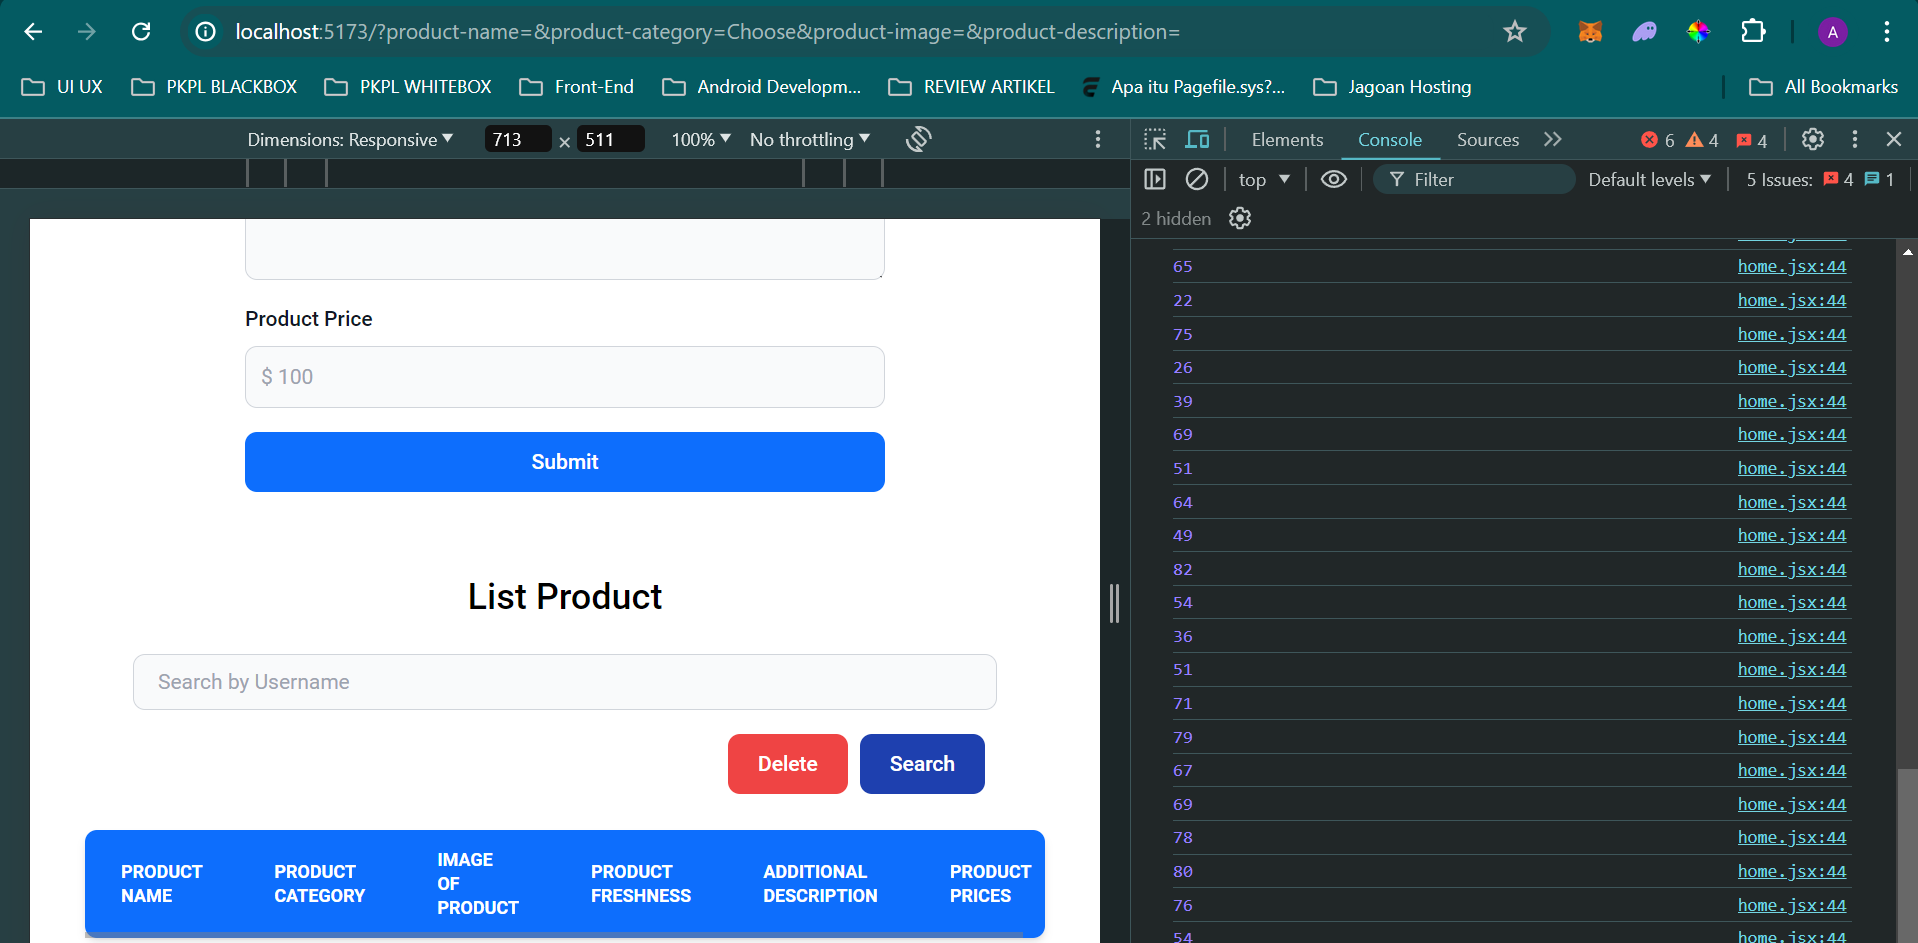 localhost:5173/?product-name=&product-category=Choose&product-image=&product-description=
A
UI UX
PKPL BLACKBOX
PKPL WHITEBOX
Front-End
Android Developm...
REVIEW ARTIKEL
Apa itu Pagefile.sys?...
Jagoan Hosting
All Bookmarks
Dimensions: Responsive
713 × 511
100%
No throttling
Elements
Console
Sources
6
4
4
top
Filter
Default levels
5 Issues: 4 1
2 hidden
Product Price
$ 100
Submit
List Product
Search by Username
Delete
Search
PRODUCT
NAME
PRODUCT
CATEGORY
IMAGE
OF
PRODUCT
PRODUCT
FRESHNESS
ADDITIONAL
DESCRIPTION
PRODUCT
PRICES
65 home.jsx:44
22 home.jsx:44
75 home.jsx:44
26 home.jsx:44
39 home.jsx:44
69 home.jsx:44
51 home.jsx:44
64 home.jsx:44
49 home.jsx:44
82 home.jsx:44
54 home.jsx:44
36 home.jsx:44
51 home.jsx:44
71 home.jsx:44
79 home.jsx:44
67 home.jsx:44
69 home.jsx:44
78 home.jsx:44
80 home.jsx:44
76 home.jsx:44
54 home.jsx:44